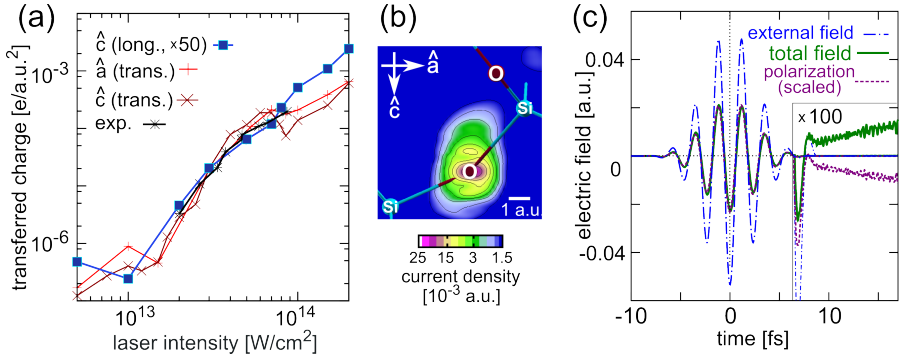 (a)
transferred charge [e/a.u.²]
10⁻³
10⁻⁶
ĉ (long., ×50)
â (trans.)
ĉ (trans.)
exp.
10¹³
10¹⁴
laser intensity [W/cm²]
(b)
â
ĉ
O
Si
O
Si
1 a.u.
25 15 3 1.5
current density
[10⁻³ a.u.]
(c)
electric field [a.u.]
0.04
0
-0.04
external field
total field
polarization
(scaled)
×100
-10 0 10
time [fs]